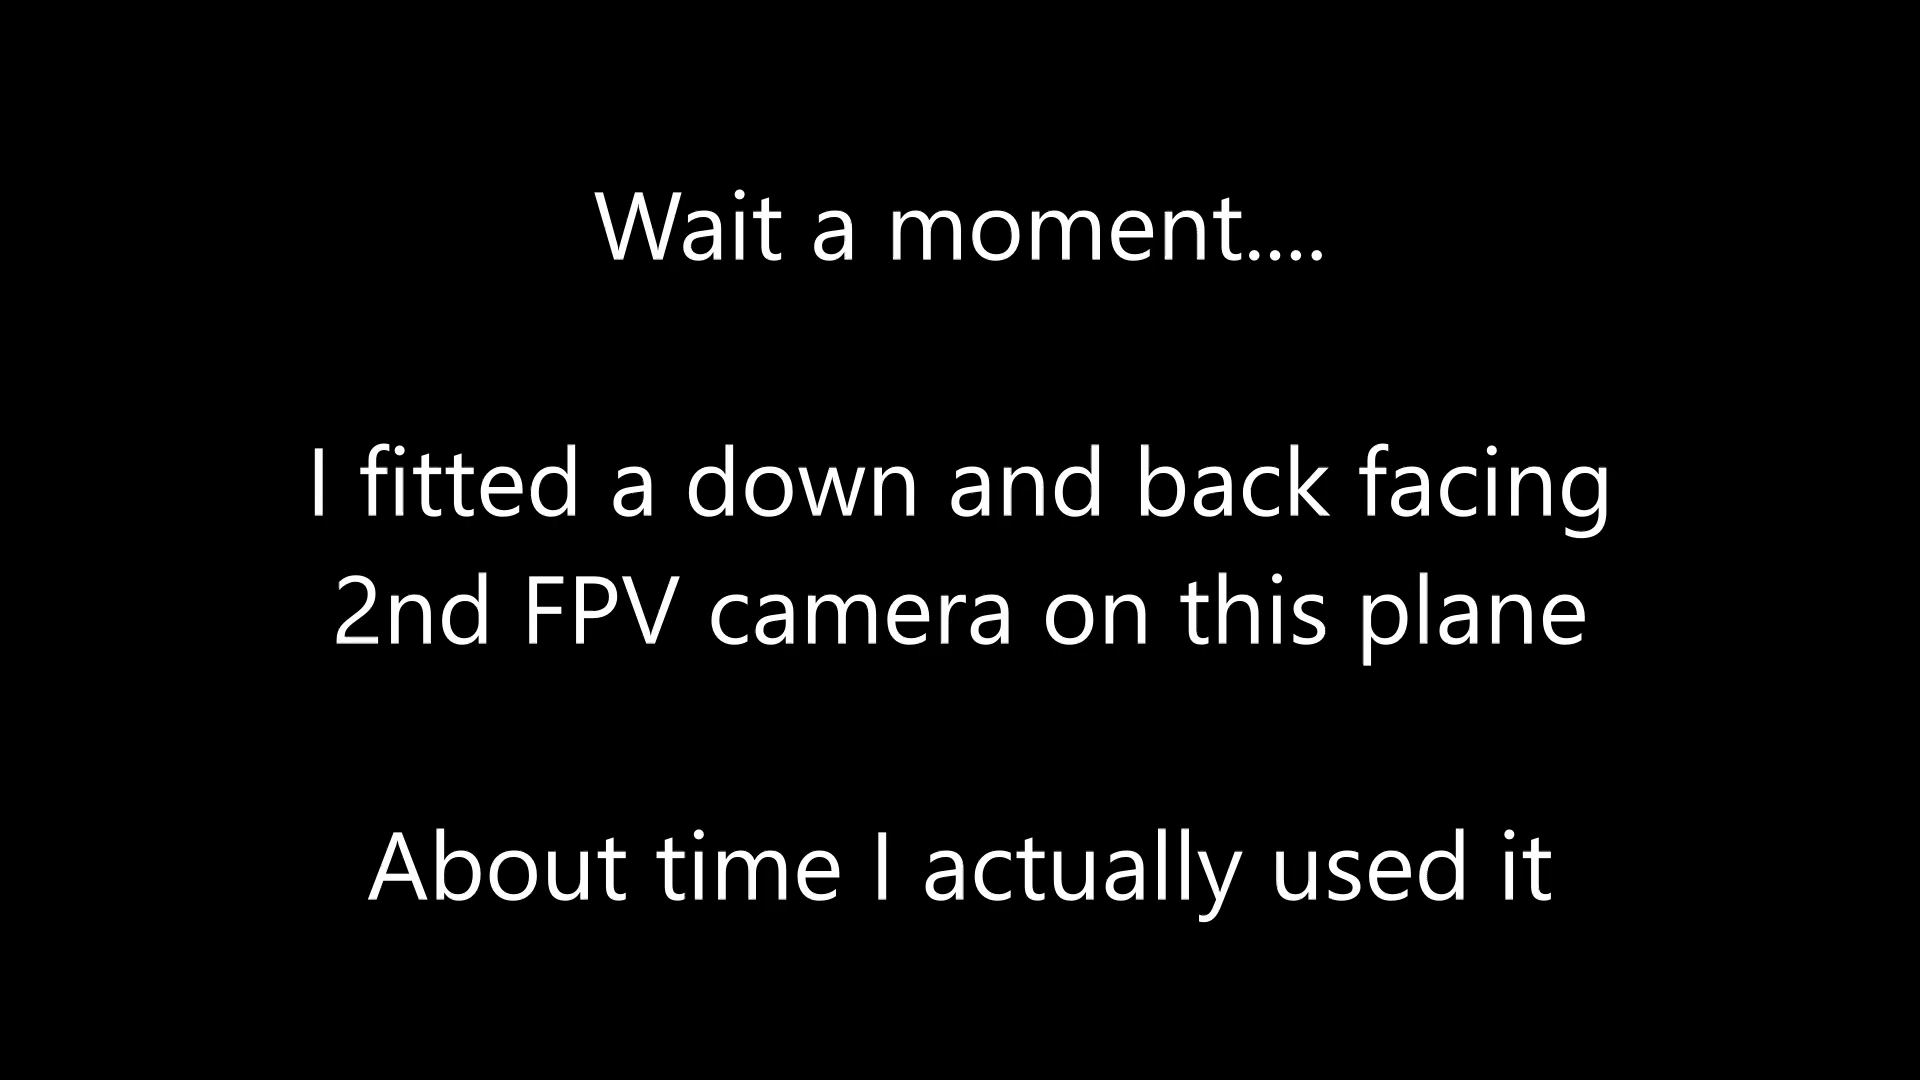 Wait a moment....
I fitted a down and back facing
2nd FPV camera on this plane
About time I actually used it